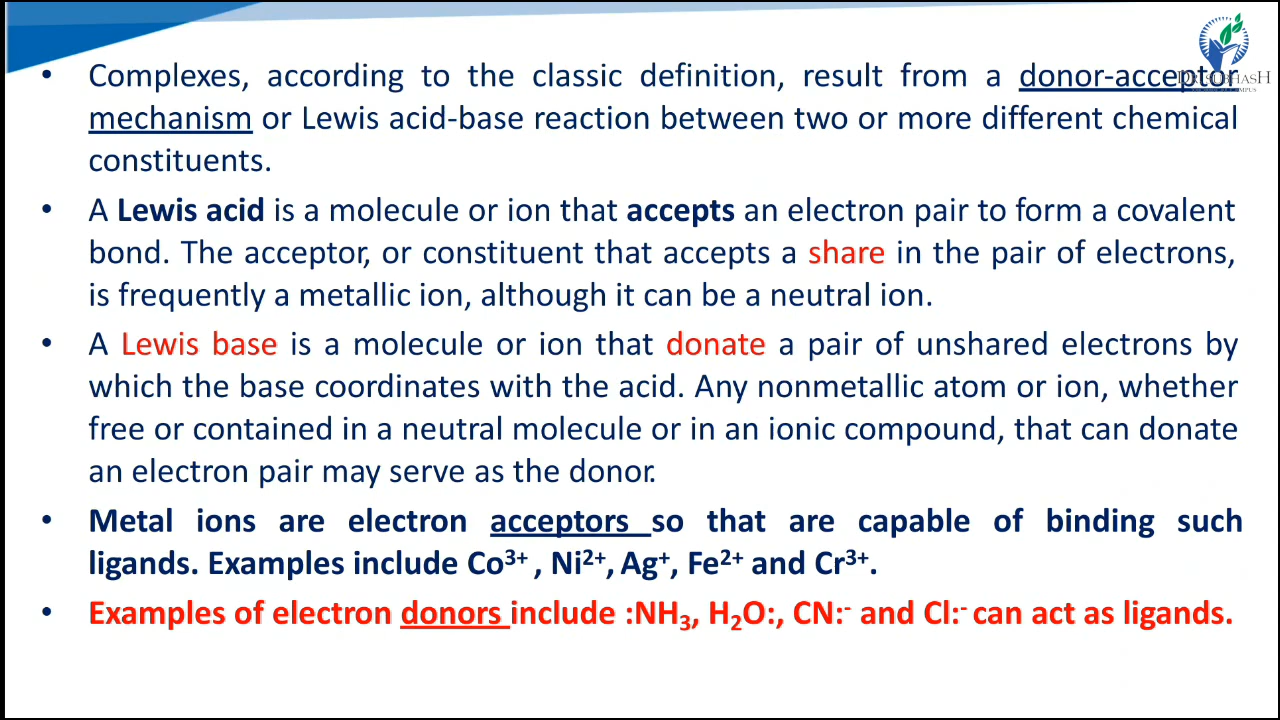 • Complexes, according to the classic definition, result from a donor-acceptor
mechanism or Lewis acid-base reaction between two or more different chemical
constituents.
• A Lewis acid is a molecule or ion that accepts an electron pair to form a covalent
bond. The acceptor, or constituent that accepts a share in the pair of electrons,
is frequently a metallic ion, although it can be a neutral ion.
• A Lewis base is a molecule or ion that donate a pair of unshared electrons by
which the base coordinates with the acid. Any nonmetallic atom or ion, whether
free or contained in a neutral molecule or in an ionic compound, that can donate
an electron pair may serve as the donor.
• Metal ions are electron acceptors so that are capable of binding such
ligands. Examples include Co³⁺ , Ni²⁺, Ag⁺, Fe²⁺ and Cr³⁺.
• Examples of electron donors include :NH₃, H₂O:, CN:⁻ and Cl:⁻ can act as ligands.